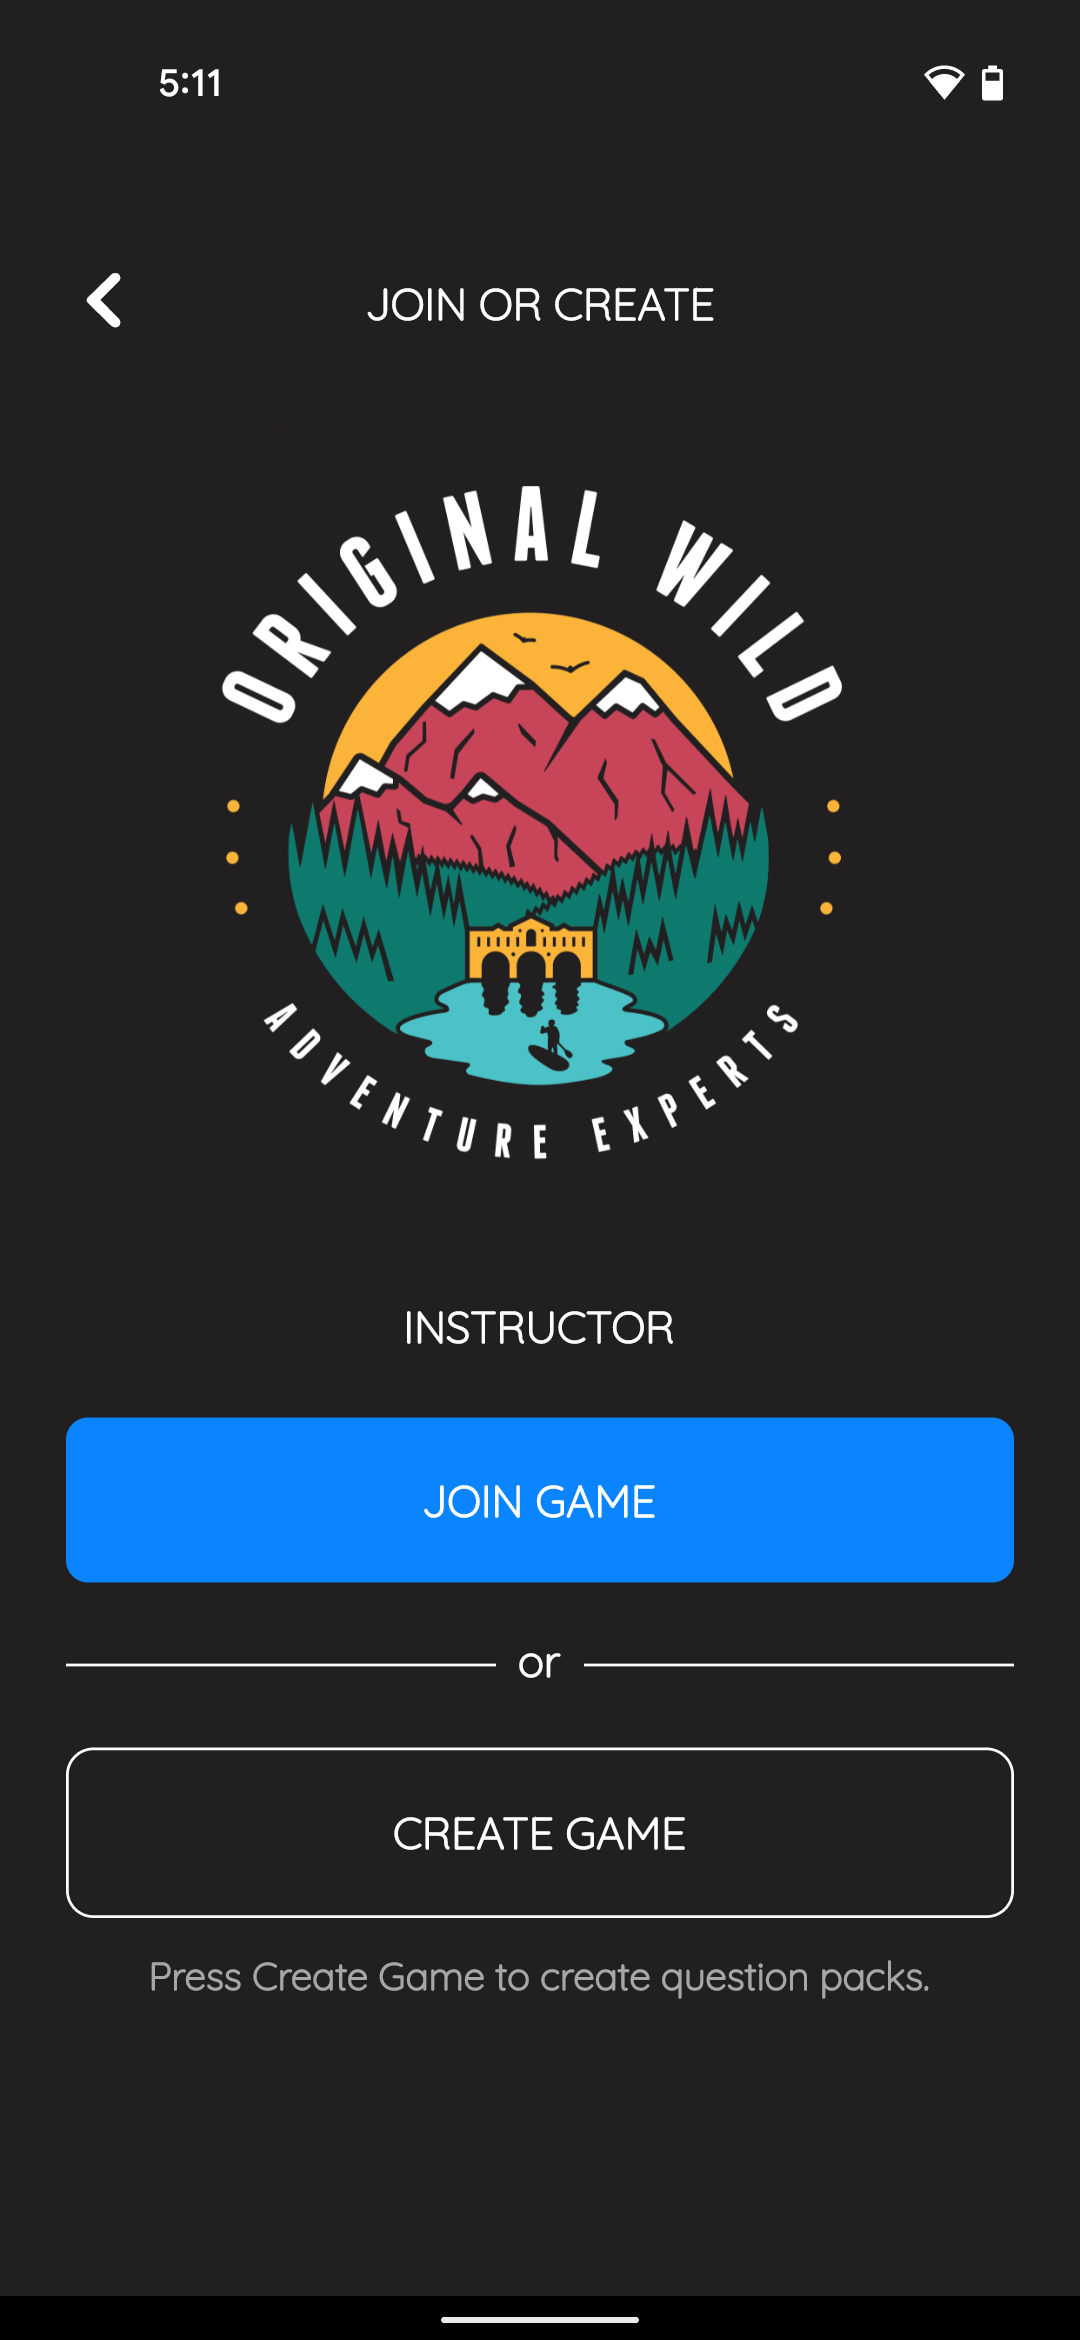 5:11
JOIN OR CREATE
ORIGINAL WILD
ADVENTURE EXPERTS
INSTRUCTOR
JOIN GAME
or
CREATE GAME
Press Create Game to create question packs.